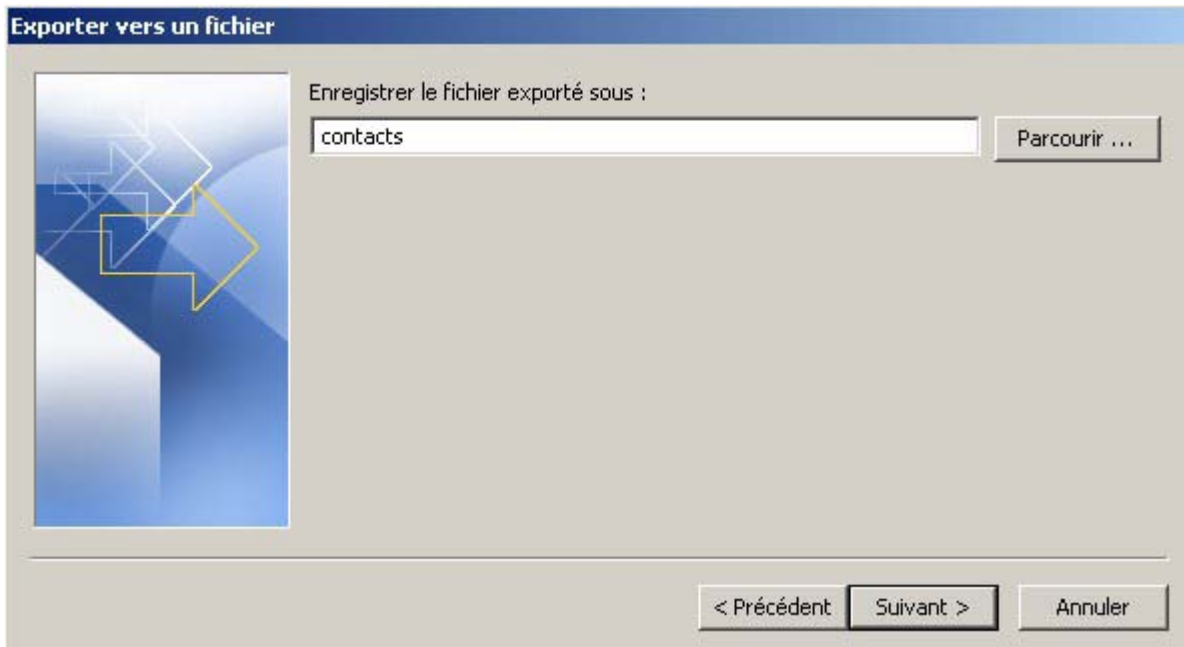 Exporter vers un fichier
Enregistrer le fichier exporté sous :
contacts
Parcourir ...
< Précédent
Suivant >
Annuler